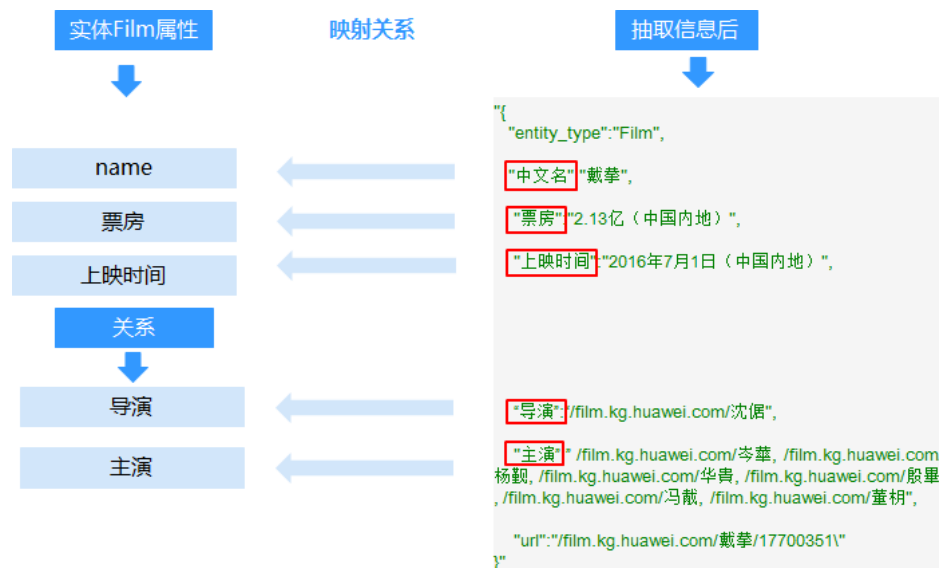 实体Film属性
映射关系
抽取信息后
name
票房
上映时间
关系
导演
主演
"{
"entity_type":"Film",
"中文名":"戴摹",
"票房":"2.13亿（中国内地）",
"上映时间":"2016年7月1日（中国内地）",
"导演":"/film.kg.huawei.com/沈倨",
"主演":" /film.kg.huawei.com/岑華, /film.kg.huawei.com
杨觐, /film.kg.huawei.com/华貴, /film.kg.huawei.com/殷畢
, /film.kg.huawei.com/冯戴, /film.kg.huawei.com/董枂",
"url":"/film.kg.huawei.com/戴摹/17700351\"
}"